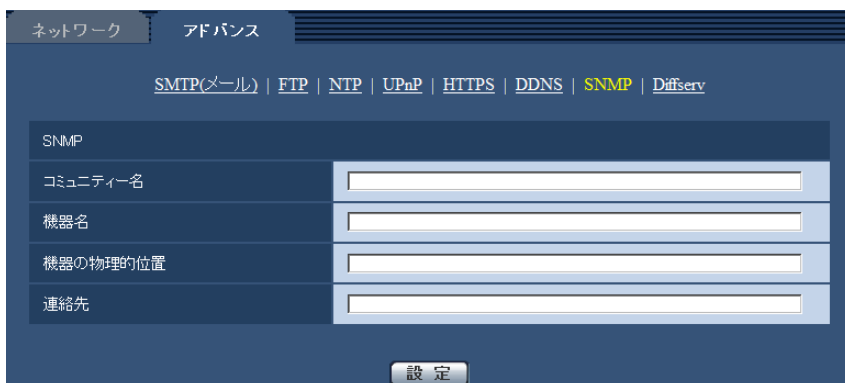 ネットワーク アドバンス
SMTP(メール) | FTP | NTP | UPnP | HTTPS | DDNS | SNMP | Diffserv
SNMP
コミュニティー名
機器名
機器の物理的位置
連絡先
設 定